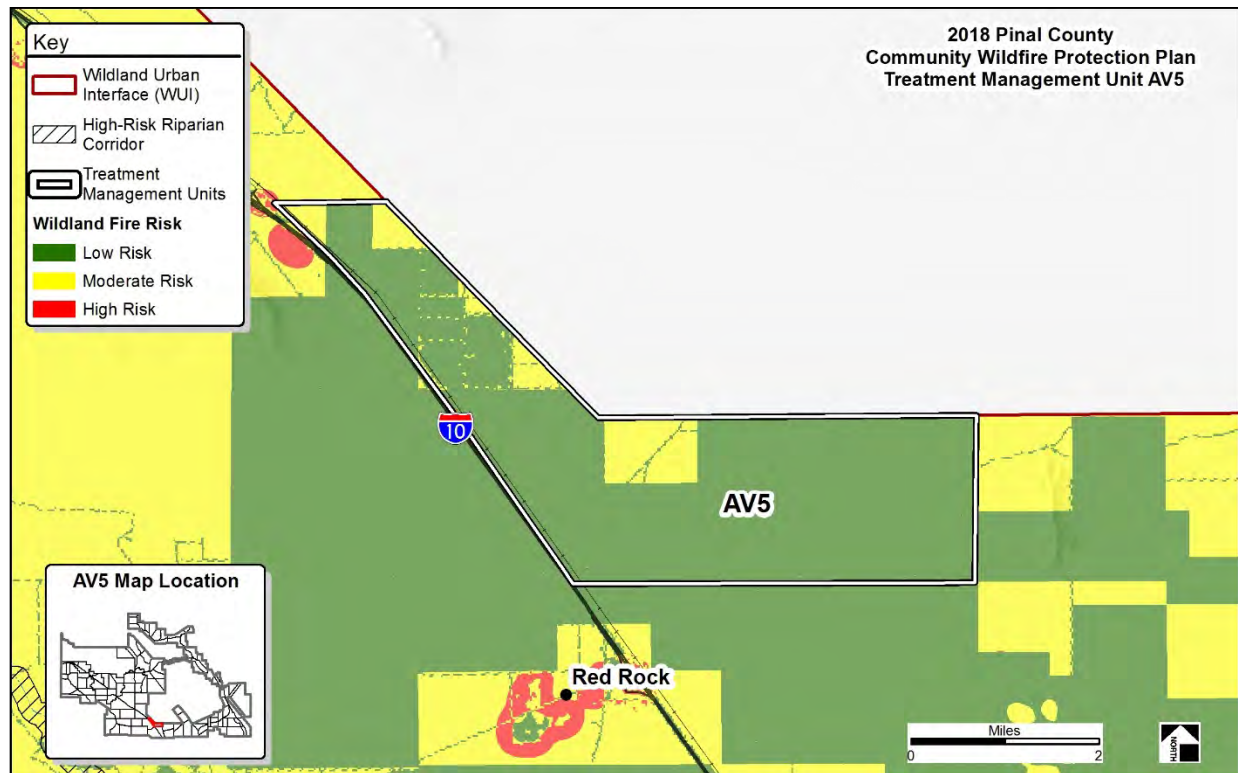 Key
Wildland Urban
Interface (WUI)
High-Risk Riparian
Corridor
Treatment
Management Units
Wildland Fire Risk
Low Risk
Moderate Risk
High Risk
2018 Pinal County
Community Wildfire Protection Plan
Treatment Management Unit AV5
10
AV5
Red Rock
AV5 Map Location
Miles
0
2
NORTH